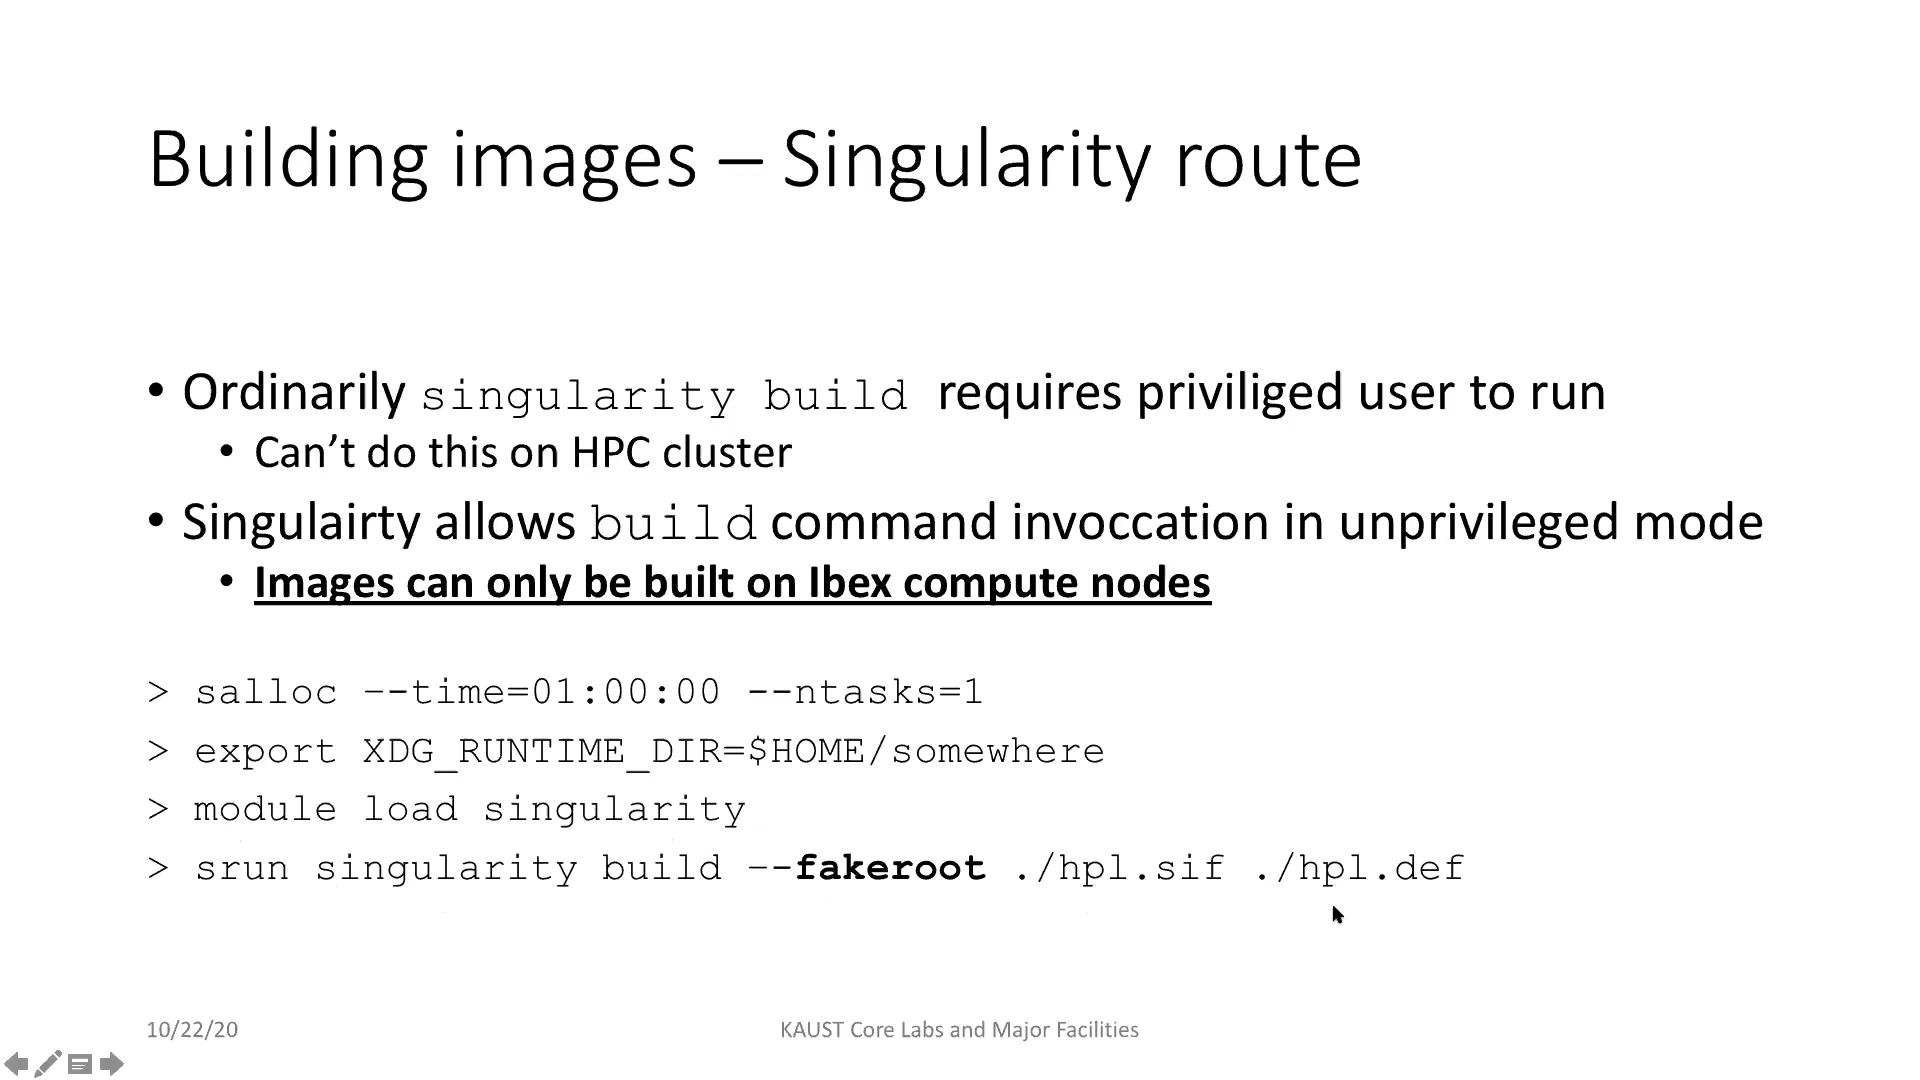 Building images – Singularity route
• Ordinarily singularity build requires priviliged user to run
• Can’t do this on HPC cluster
• Singulairty allows build command invoccation in unprivileged mode
• Images can only be built on Ibex compute nodes
> salloc –-time=01:00:00 --ntasks=1
> export XDG_RUNTIME_DIR=$HOME/somewhere
> module load singularity
> srun singularity build –-fakeroot ./hpl.sif ./hpl.def
10/22/20
KAUST Core Labs and Major Facilities